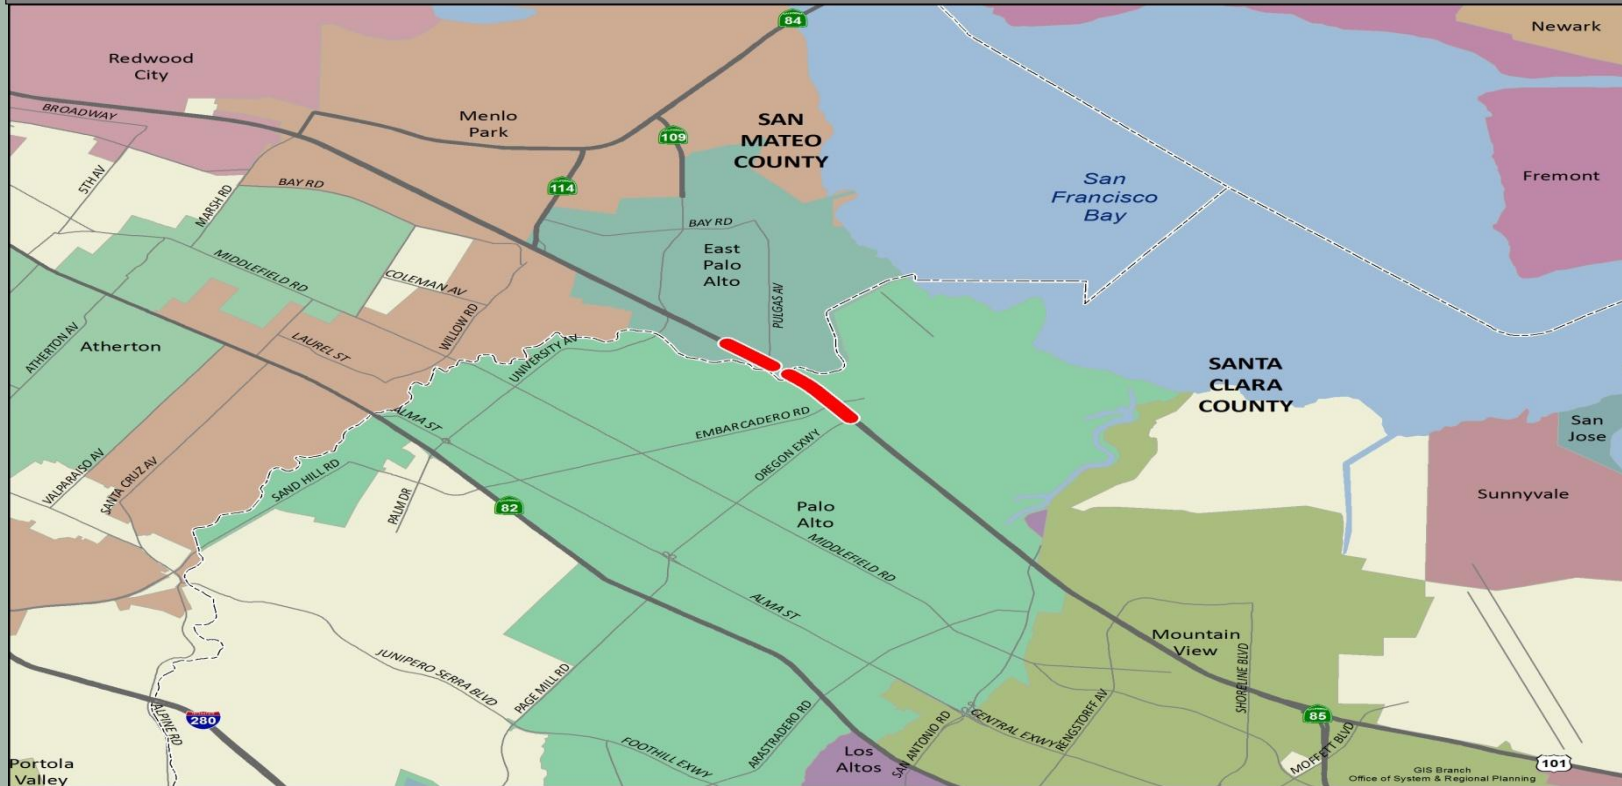 84
Newark
Redwood
City
BROADWAY
Menlo
Park
109
SAN
MATEO
COUNTY
5TH AV
MARSH RD
BAY RD
114
San
Francisco
Bay
Fremont
BAY RD
East
Palo
Alto
PULGAS AV
MIDDLEFIELD RD
COLEMAN AV
WILLOW RD
ATHERTON AV
Atherton
LAUREL ST
UNIVERSITY AV
SANTA
CLARA
COUNTY
ALMA ST
EMBARCADERO RD
San
Jose
VALPARAISO AV
SANTA CRUZ AV
SAND HILL RD
PALM DR
OREGON EXWY
82
Palo
Alto
Sunnyvale
MIDDLEFIELD RD
ALMA ST
Mountain
View
SHORELINE BLVD
JUNIPERO SERRA BLVD
PAGE MILL RD
280
ALPINE RD
ARASTRADERO RD
SAN ANTONIO RD
CENTRAL EXWY
RENGSTORFF AV
85
MOFFETT BLVD
FOOTHILL EXWY
Los
Altos
Portola
Valley
101
GIS Branch
Office of System & Regional Planning